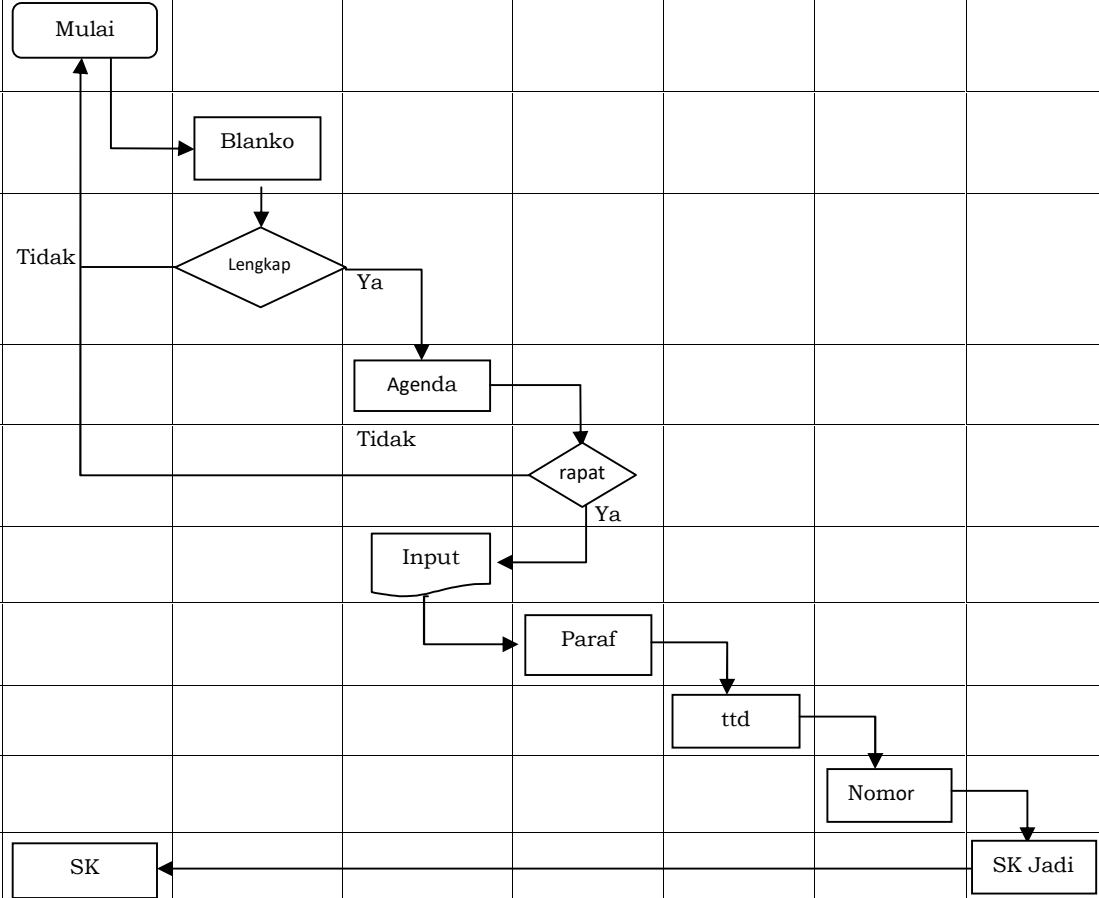 Mulai
Blanko
Tidak
Lengkap
Ya
Agenda
Tidak
rapat
Ya
Input
Paraf
ttd
Nomor
SK
SK Jadi